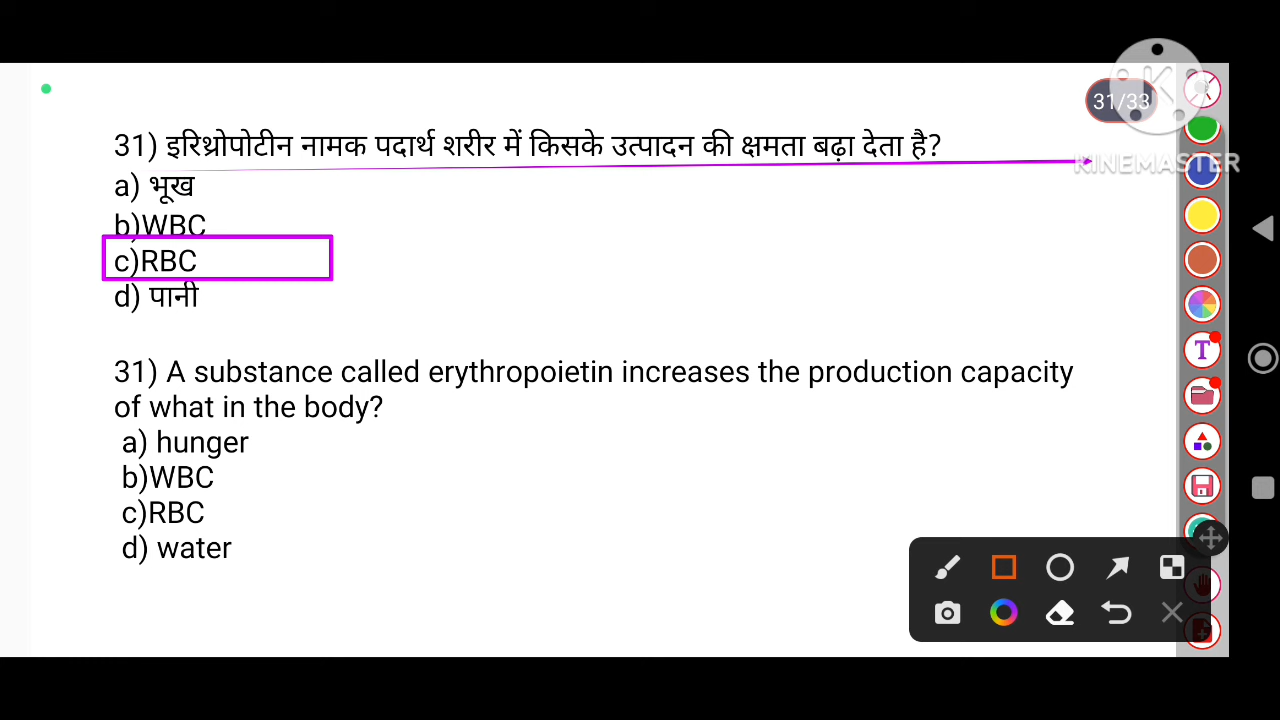 31/33
KINEMASTER
31) इरिथ्रोपोटीन नामक पदार्थ शरीर में किसके उत्पादन की क्षमता बढ़ा देता है?
a) भूख
b)WBC
c)RBC
d) पानी
31) A substance called erythropoietin increases the production capacity
of what in the body?
a) hunger
b)WBC
c)RBC
d) water